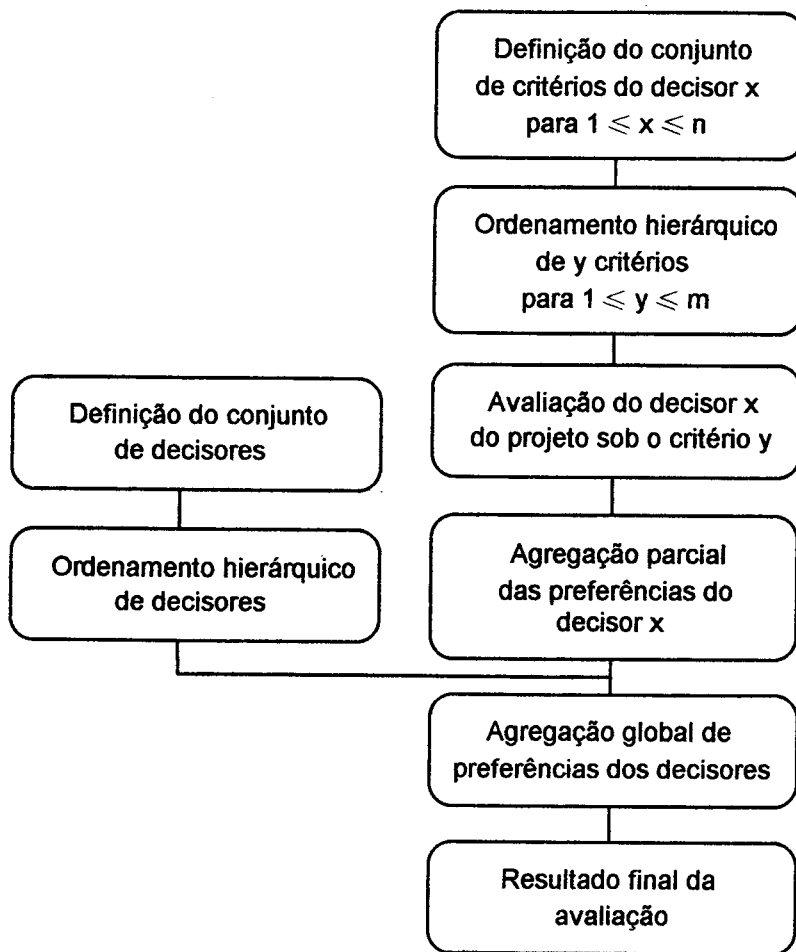 Definição do conjunto
de critérios do decisor x
para 1 ⩽ x ⩽ n
Ordenamento hierárquico
de y critérios
para 1 ⩽ y ⩽ m
Avaliação do decisor x
do projeto sob o critério y
Definição do conjunto
de decisores
Ordenamento hierárquico
de decisores
Agregação parcial
das preferências do
decisor x
Agregação global de
preferências dos decisores
Resultado final da
avaliação